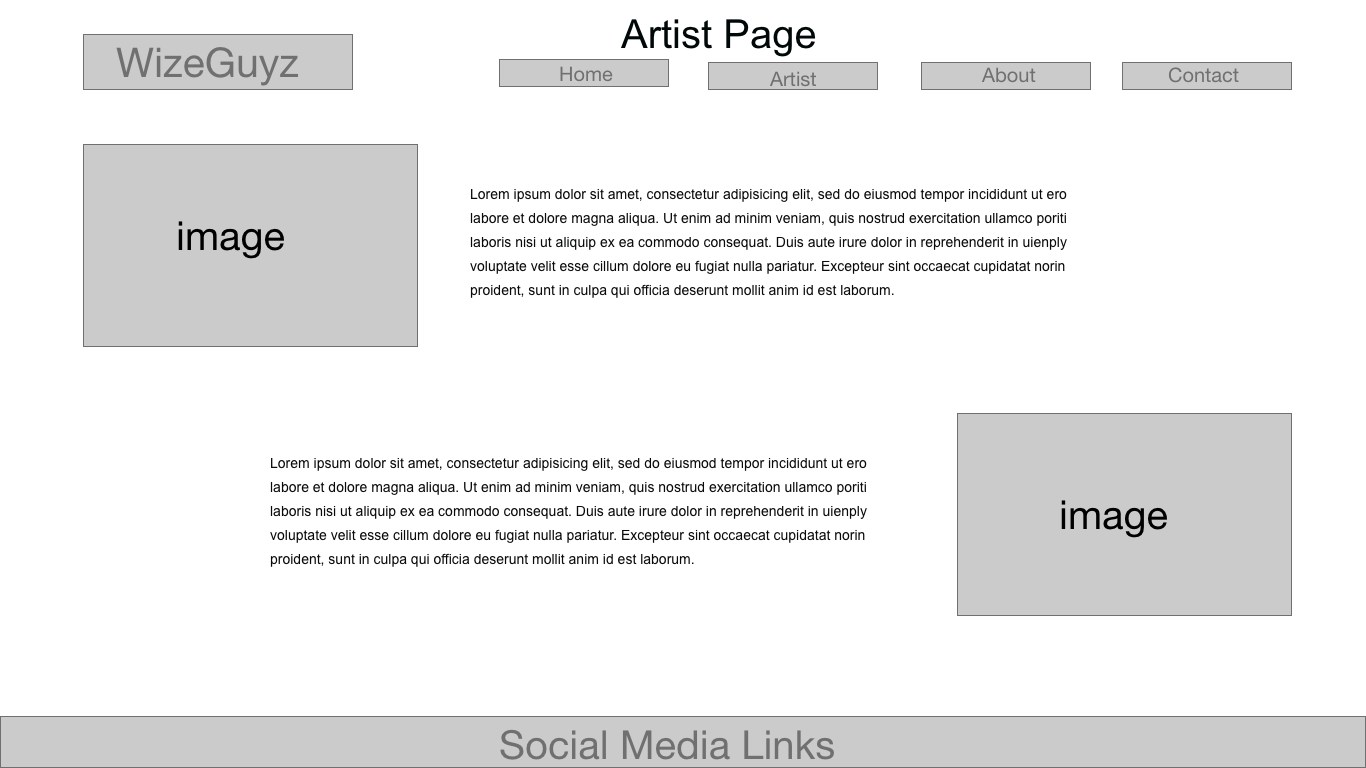 Artist Page
WizeGuyz
Home
Artist
About
Contact
image
Lorem ipsum dolor sit amet, consectetur adipisicing elit, sed do eiusmod tempor incididunt ut ero
labore et dolore magna aliqua. Ut enim ad minim veniam, quis nostrud exercitation ullamco poriti
laboris nisi ut aliquip ex ea commodo consequat. Duis aute irure dolor in reprehenderit in uienply
voluptate velit esse cillum dolore eu fugiat nulla pariatur. Excepteur sint occaecat cupidatat norin
proident, sunt in culpa qui officia deserunt mollit anim id est laborum.
Lorem ipsum dolor sit amet, consectetur adipisicing elit, sed do eiusmod tempor incididunt ut ero
labore et dolore magna aliqua. Ut enim ad minim veniam, quis nostrud exercitation ullamco poriti
laboris nisi ut aliquip ex ea commodo consequat. Duis aute irure dolor in reprehenderit in uienply
voluptate velit esse cillum dolore eu fugiat nulla pariatur. Excepteur sint occaecat cupidatat norin
proident, sunt in culpa qui officia deserunt mollit anim id est laborum.
image
Social Media Links